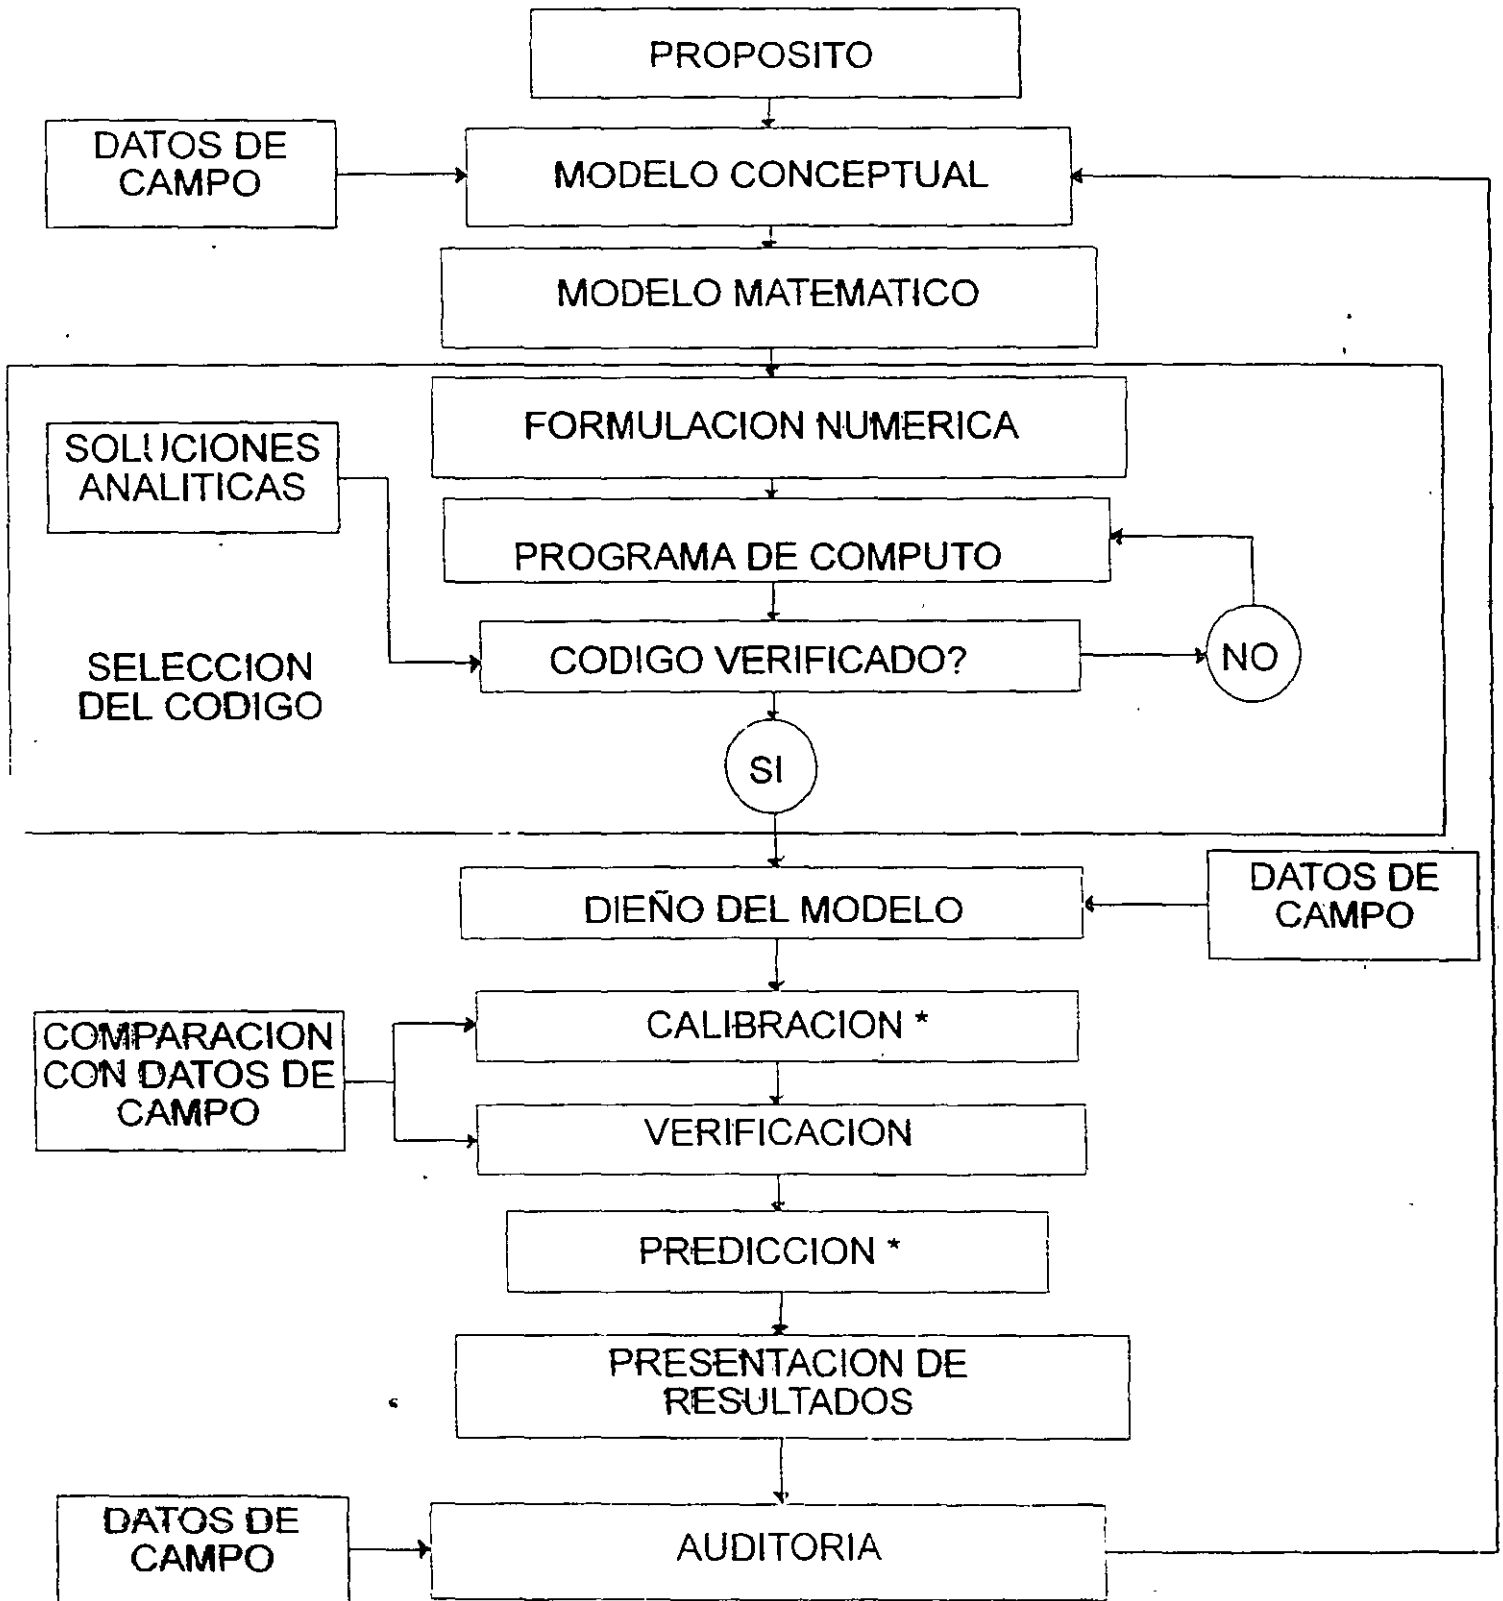 PROPOSITO
DATOS DE
CAMPO
MODELO CONCEPTUAL
MODELO MATEMATICO
FORMULACION NUMERICA
SOLUCIONES
ANALITICAS
PROGRAMA DE COMPUTO
CODIGO VERIFICADO?
NO
SELECCION
DEL CODIGO
SI
DIEÑO DEL MODELO
DATOS DE
CAMPO
CALIBRACION *
COMPARACION
CON DATOS DE
CAMPO
VERIFICACION
PREDICCION *
PRESENTACION DE
RESULTADOS
DATOS DE
CAMPO
AUDITORIA